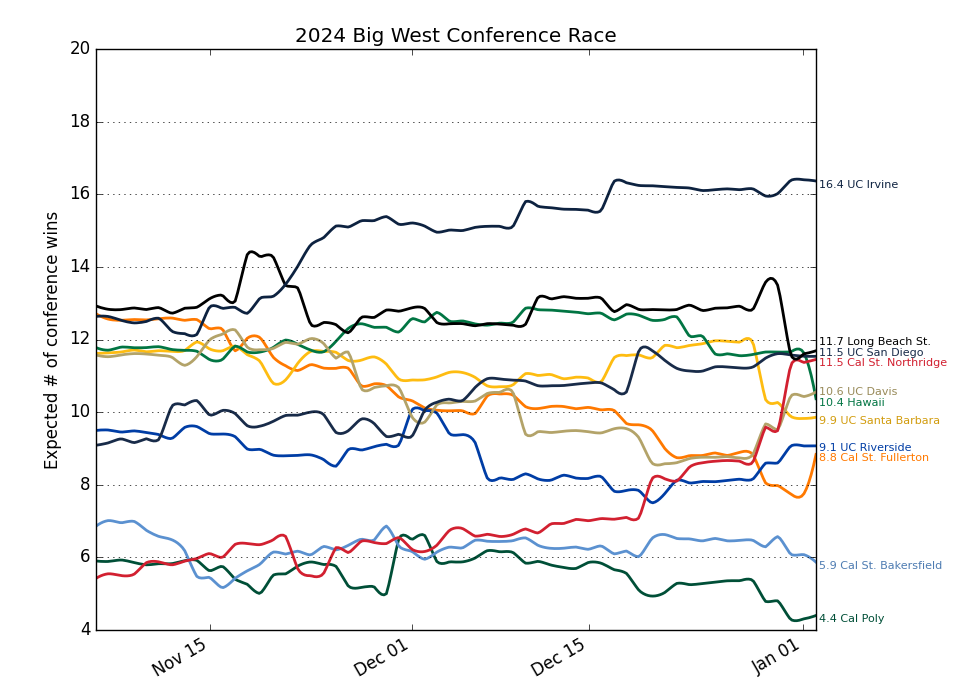 2024 Big West Conference Race
Expected # of conference wins
20
18
16
14
12
10
8
6
4
Nov 15
Dec 01
Dec 15
Jan 01
16.4 UC Irvine
11.7 Long Beach St.
11.5 UC San Diego
11.5 Cal St. Northridge
10.6 UC Davis
10.4 Hawaii
9.9 UC Santa Barbara
9.1 UC Riverside
8.8 Cal St. Fullerton
5.9 Cal St. Bakersfield
4.4 Cal Poly